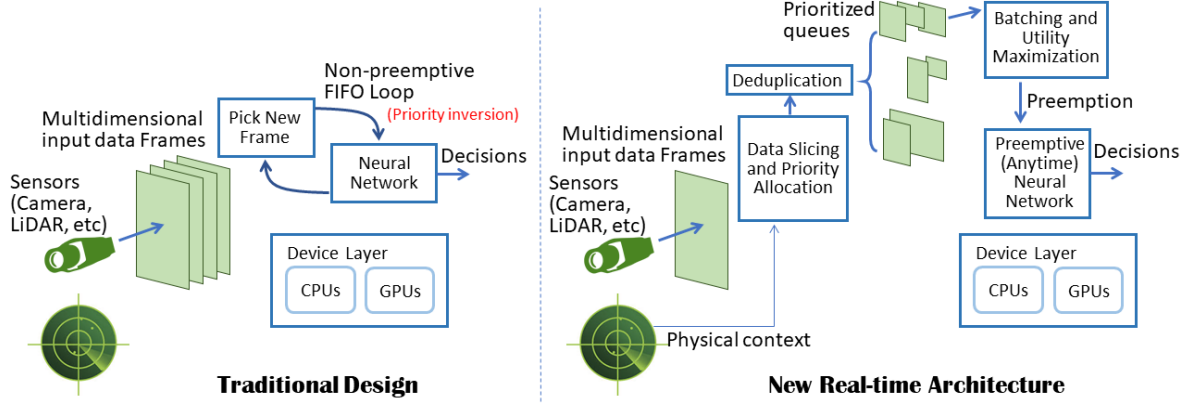 Non-preemptive
FIFO Loop
(Priority inversion)
Pick New
Frame
Multidimensional
input data Frames
Neural
Network
Decisions
Sensors
(Camera,
LiDAR, etc)
Device Layer
CPUs
GPUs
Traditional Design
Prioritized
queues
Batching and
Utility
Maximization
Deduplication
Preemption
Multidimensional
input data Frames
Data Slicing
and Priority
Allocation
Preemptive
(Anytime)
Neural
Network
Decisions
Sensors
(Camera,
LiDAR, etc)
Device Layer
CPUs
GPUs
Physical context
New Real-time Architecture